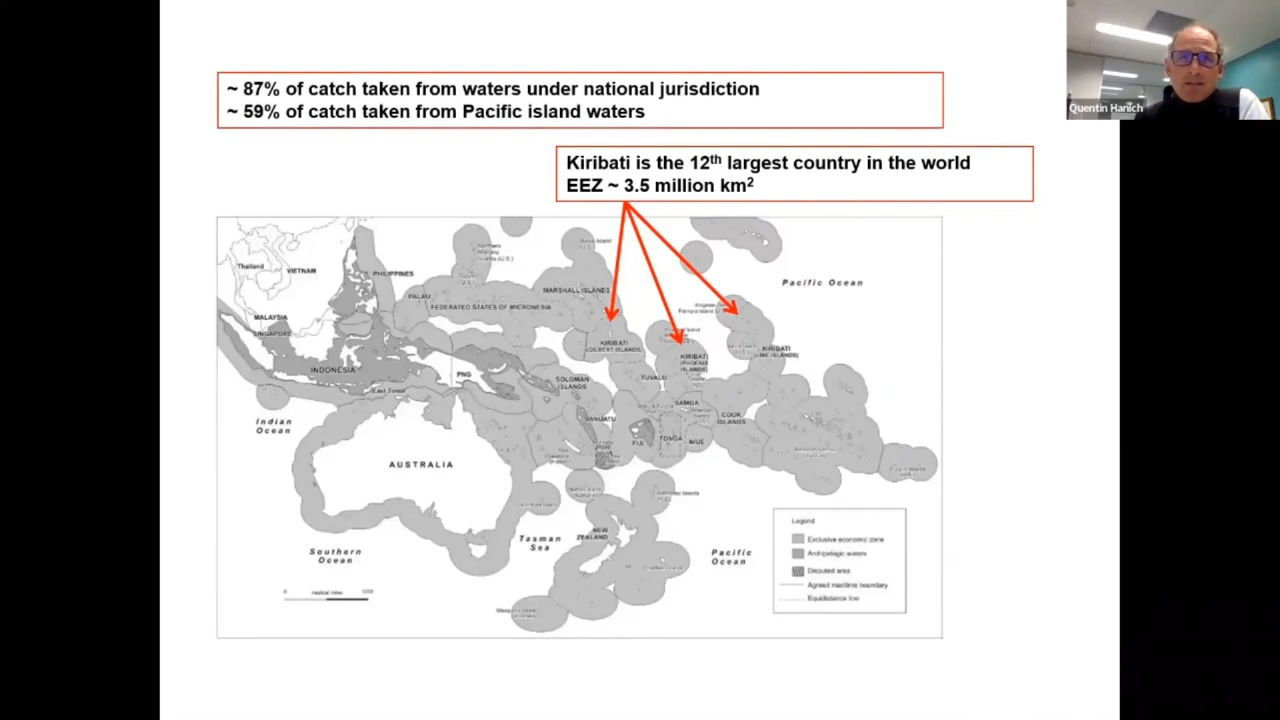 ~ 87% of catch taken from waters under national jurisdiction
~ 59% of catch taken from Pacific island waters
Quentin Hanich
Kiribati is the 12th largest country in the world
EEZ ~ 3.5 million km2
Thailand
VIETNAM
PHILIPPINES
Pacific Ocean
PALAU
MARSHALL ISLANDS
FEDERATED STATES OF MICRONESIA
MALAYSIA
SINGAPORE
KIRIBATI
(GILBERT ISLANDS)
KIRIBATI
(PHOENIX
ISLANDS)
KIRIBATI
(LINE ISLANDS)
INDONESIA
PNG
East Timor
SOLOMON
ISLANDS
TUVALU
SAMOA
COOK
ISLANDS
VANUATU
FIJI
TONGA
NIUE
Indian
Ocean
AUSTRALIA
NEW
ZEALAND
Tasman
Sea
Southern
Ocean
Pacific
Ocean
Legend
Exclusive economic zone
Archipelagic waters
Disputed area
Agreed maritime boundary
Equidistance line
0 nautical miles